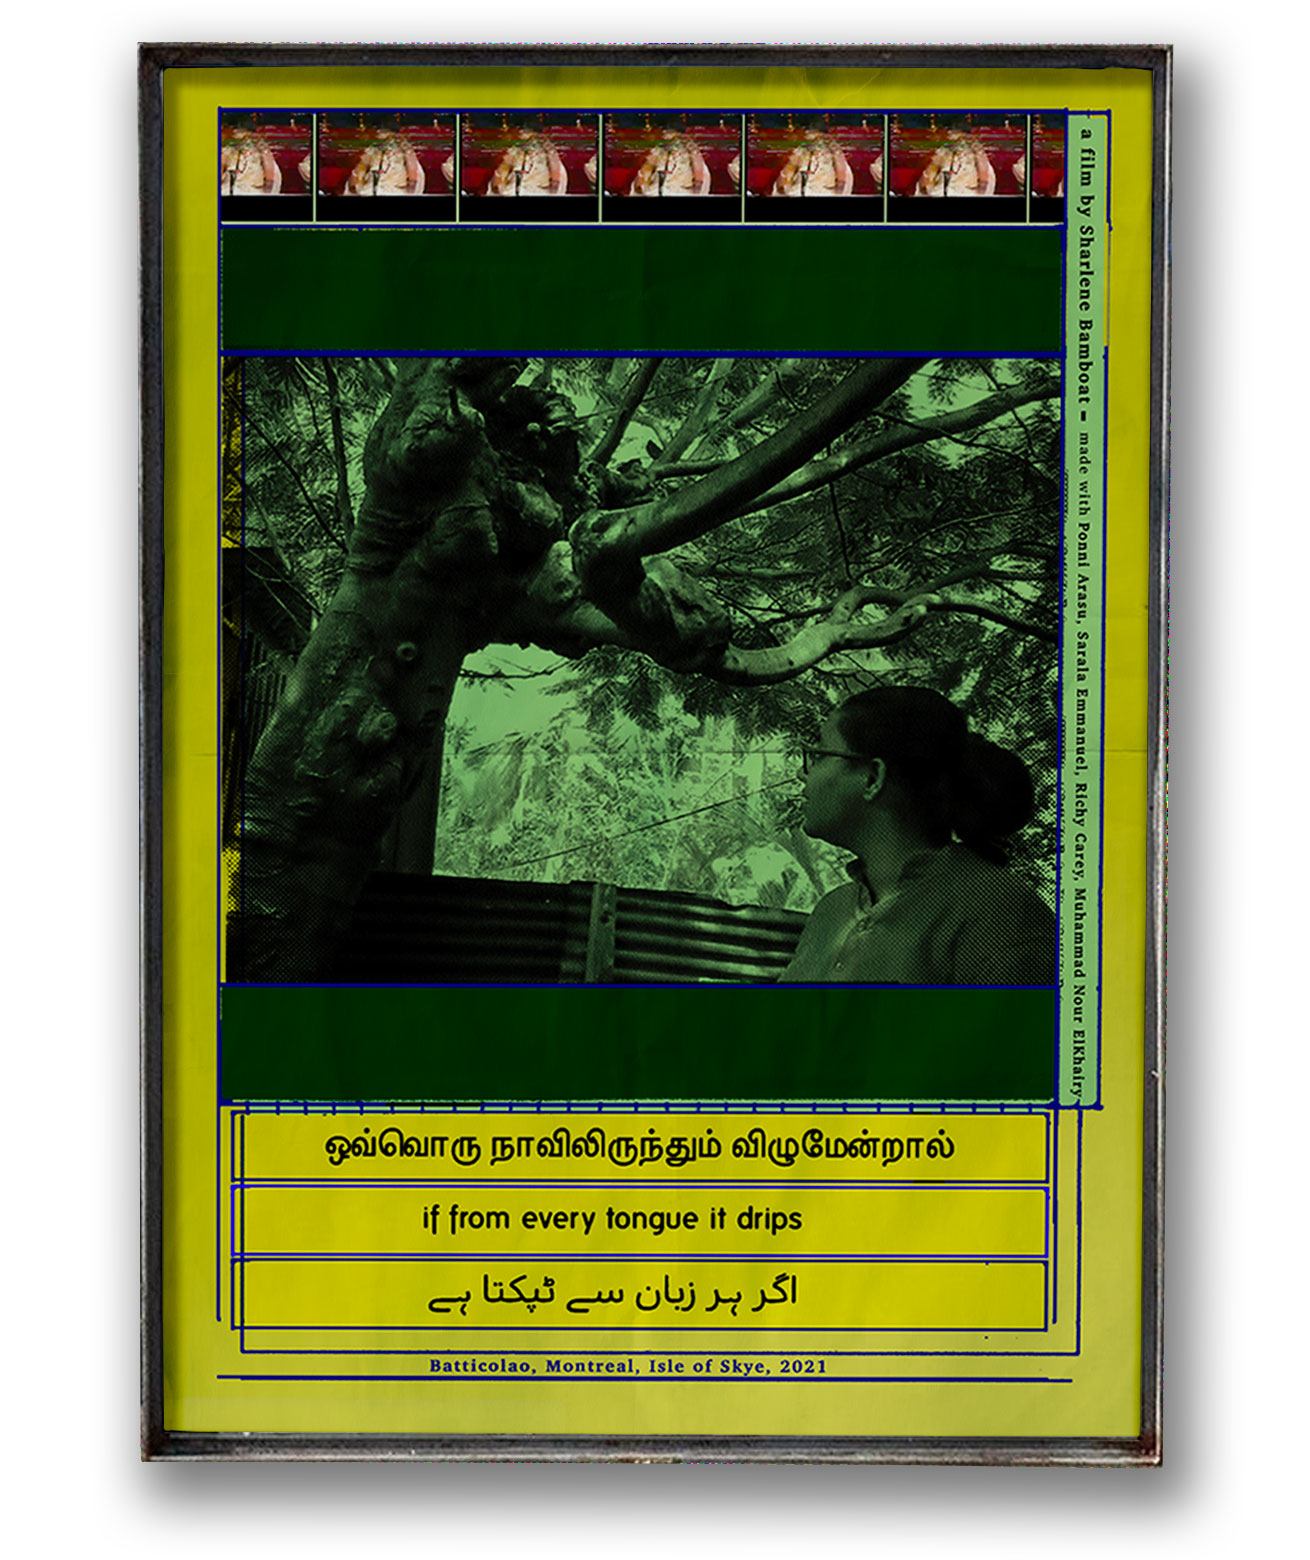 a film by Sharlene Bamboat - made with Ponni Arasu, Sarala Emmanuel, Richy Carey, Muhammad Nour ElKhairy
ஒவ்வொரு நாவிலிருந்தும் விழுமேன்றால்
if from every tongue it drips
اگر ہر زبان سے ٹپکتا ہے
Batticolao, Montreal, Isle of Skye, 2021